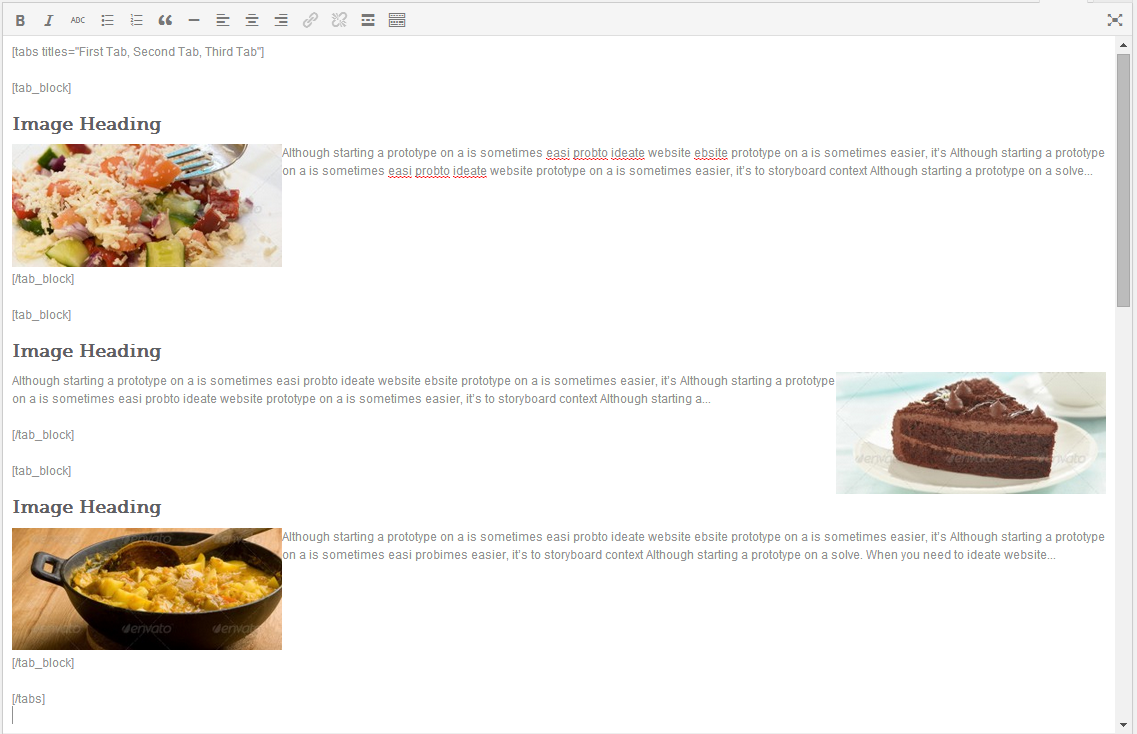 B I ABC
[tabs titles="First Tab, Second Tab, Third Tab"]
[tab_block]
Image Heading
Although starting a prototype on a is sometimes easi probto ideate website ebsite prototype on a is sometimes easier, it's Although starting a prototype
on a is sometimes easi probto ideate website prototype on a is sometimes easier, it's to storyboard context Although starting a prototype on a solve...
[/tab_block]
[tab_block]
Image Heading
Although starting a prototype on a is sometimes easi probto ideate website ebsite prototype on a is sometimes easier, it's Although starting a prototype
on a is sometimes easi probto ideate website prototype on a is sometimes easier, it's to storyboard context Although starting a...
envato envato
[/tab_block]
[tab_block]
Image Heading
Although starting a prototype on a is sometimes easi probto ideate website ebsite prototype on a is sometimes easier, it's Although starting a prototype
on a is sometimes easi probimes easier, it's to storyboard context Although starting a prototype on a solve. When you need to ideate website...
envato envato envato
[/tab_block]
[/tabs]